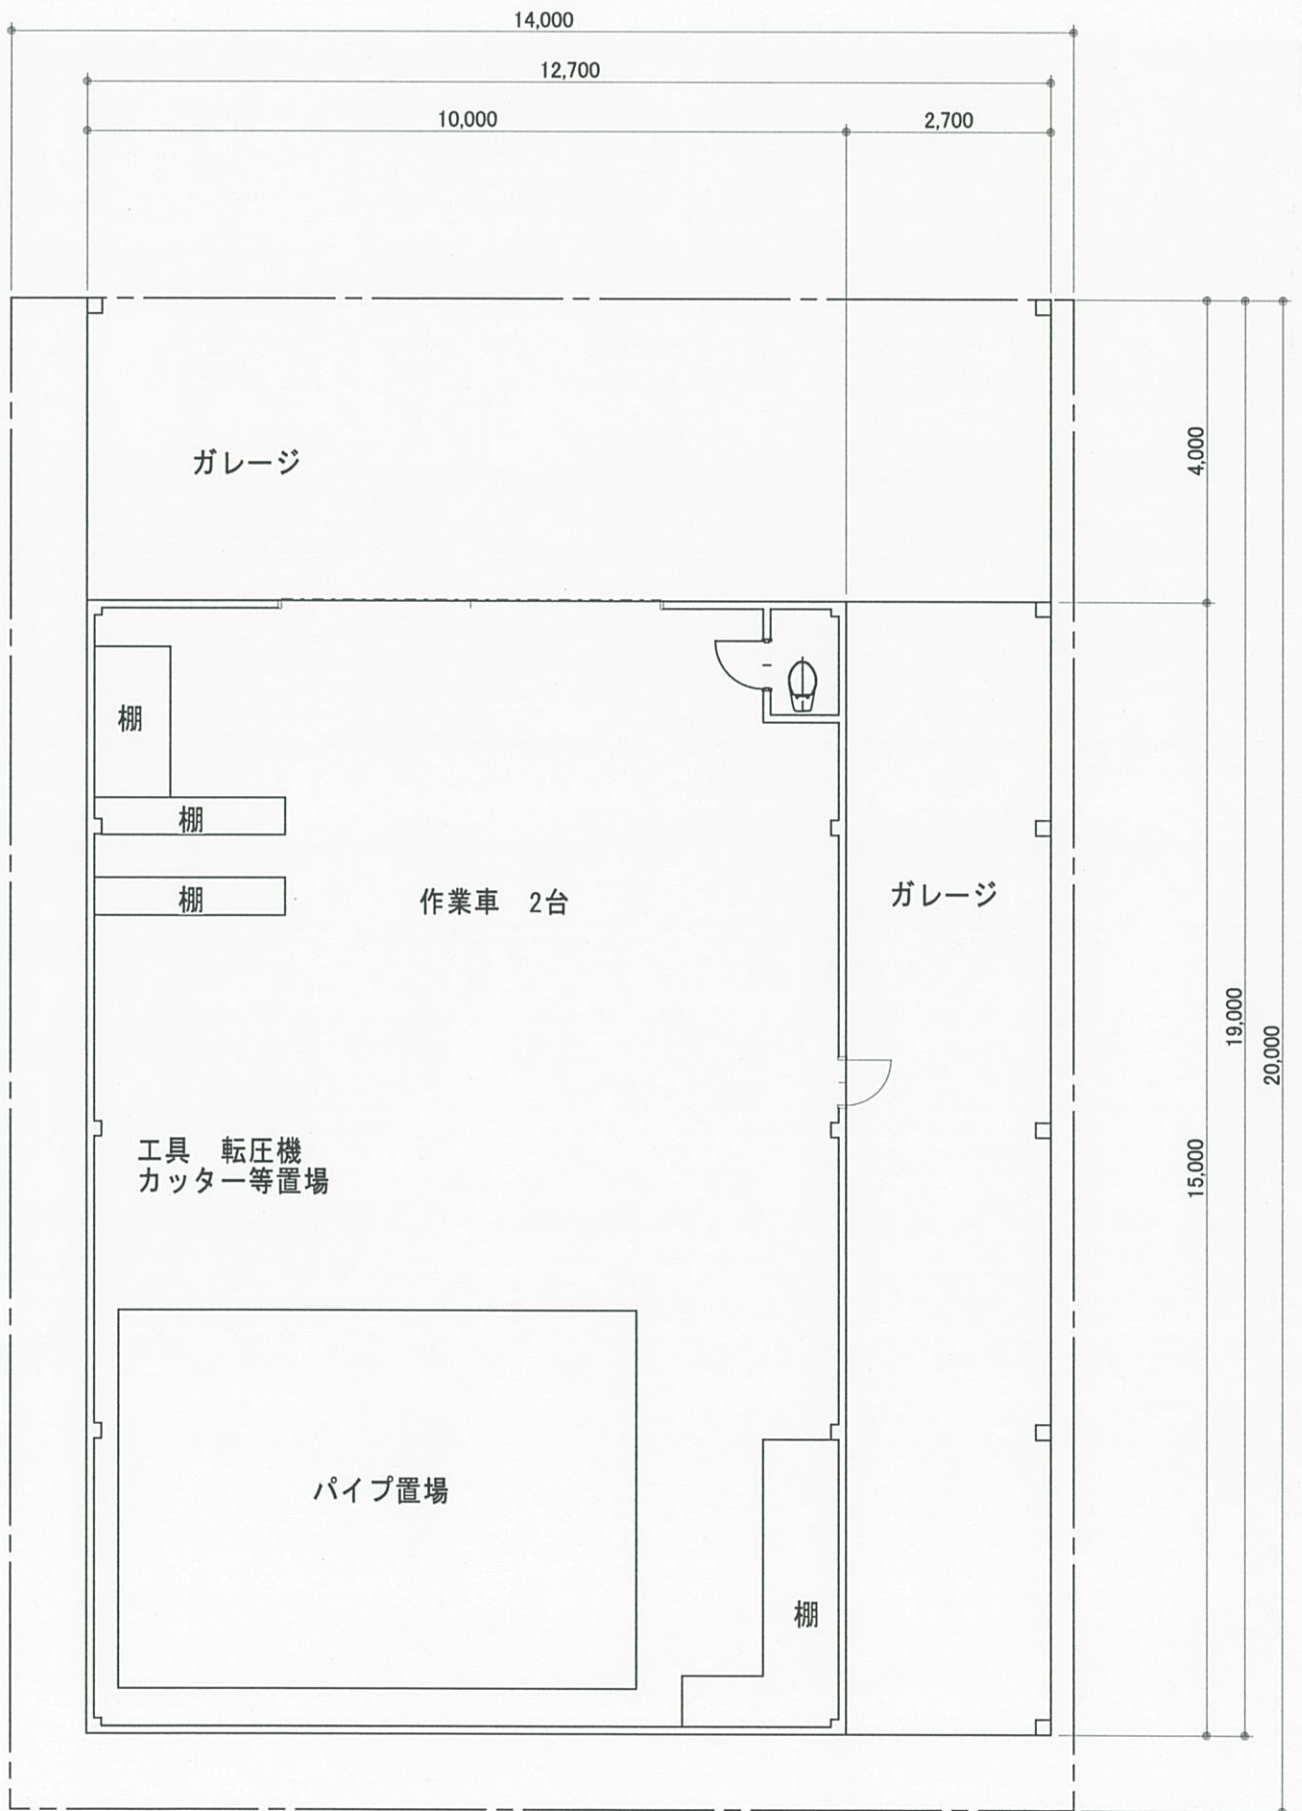 14,000
12,700
10,000
2,700
ガレージ
4,000
棚
棚
棚
作業車　2台
ガレージ
19,000
20,000
工具　転圧機
カッター等置場
15,000
パイプ置場
棚